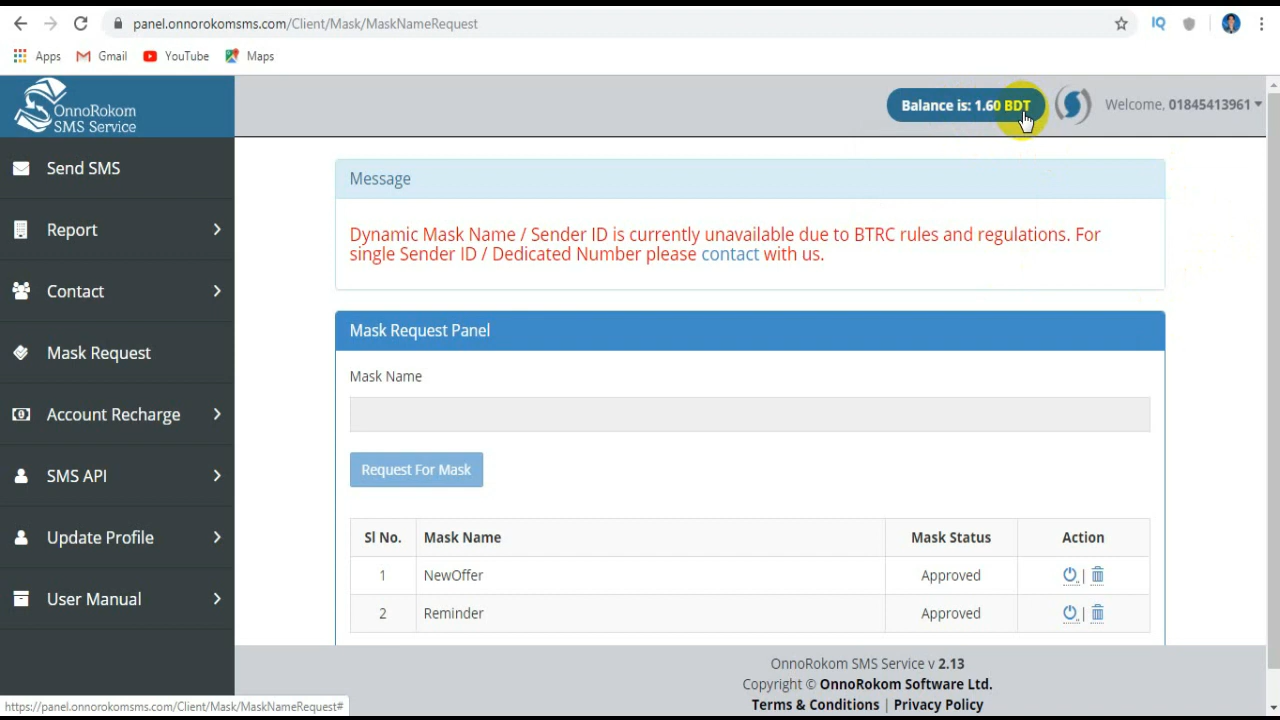 panel.onnorokomsms.com/Client/Mask/MaskNameRequest
Apps Gmail YouTube Maps
OnnoRokom
SMS Service
Balance is: 1.60 BDT
Welcome, 01845413961
Send SMS
Report
Contact
Mask Request
Account Recharge
SMS API
Update Profile
User Manual
Message
Dynamic Mask Name / Sender ID is currently unavailable due to BTRC rules and regulations. For
single Sender ID / Dedicated Number please contact with us.
Mask Request Panel
Mask Name
Request For Mask
Sl No. Mask Name Mask Status Action
1 NewOffer Approved |
2 Reminder Approved |
OnnoRokom SMS Service v 2.13
Copyright © OnnoRokom Software Ltd.
Terms & Conditions | Privacy Policy
https://panel.onnorokomsms.com/Client/Mask/MaskNameRequest#